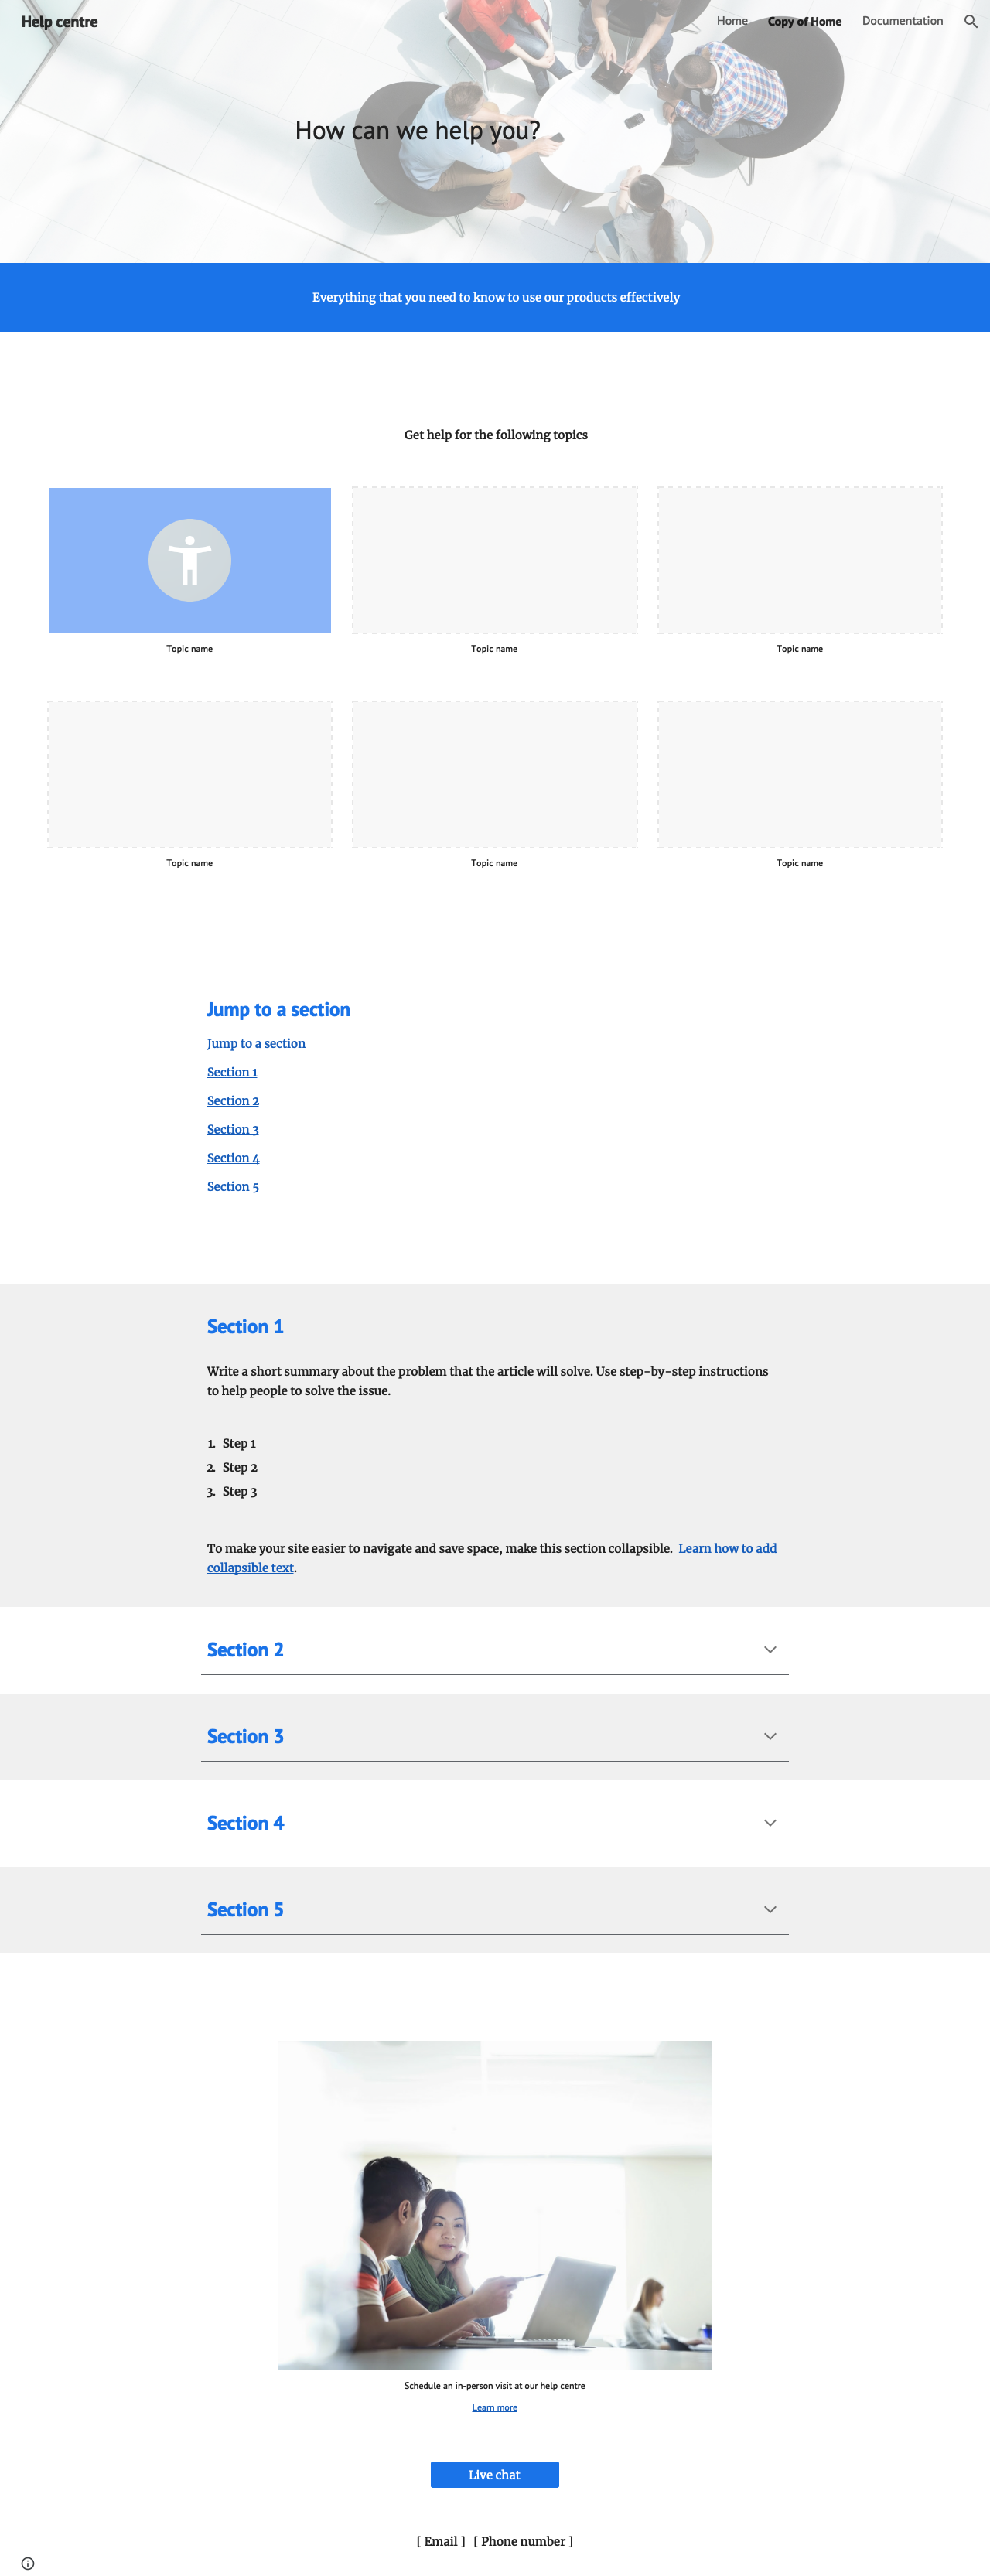 Help centre
Home
Copy of Home
Documentation
How can we help you?
Everything that you need to know to use our products effectively
Get help for the following topics
Topic name
Topic name
Topic name
Topic name
Topic name
Topic name
Jump to a section
Jump to a section
Section 1
Section 2
Section 3
Section 4
Section 5
Section 1
Write a short summary about the problem that the article will solve. Use step-by-step instructions
to help people to solve the issue.
1. Step 1
2. Step 2
3. Step 3
To make your site easier to navigate and save space, make this section collapsible. Learn how to add
collapsible text.
Section 2
Section 3
Section 4
Section 5
Schedule an in-person visit at our help centre
Learn more
Live chat
[ Email ] [ Phone number ]